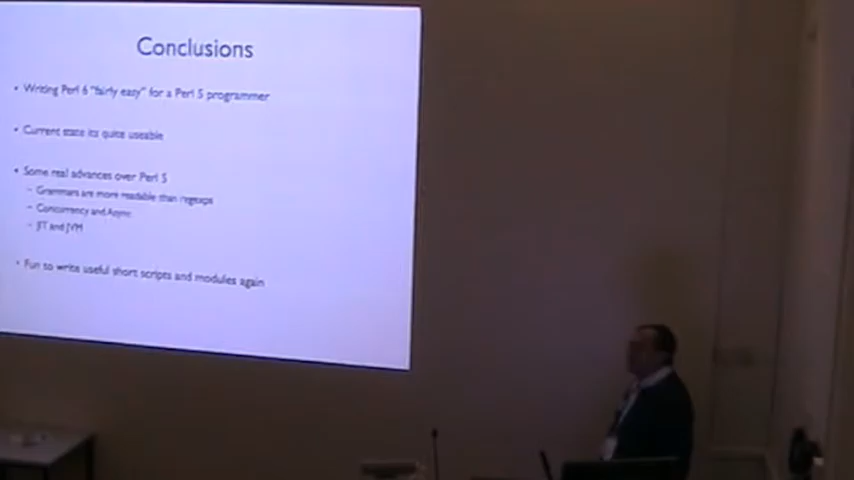 Conclusions
• Writing Perl 6 "fairly easy" for a Perl 5 programmer
• Current state its quite useable
• Some real advances over Perl 5
– Grammars are more readable than regexps
– Concurrency and Async
– JIT and JVM
• Fun to write useful short scripts and modules again